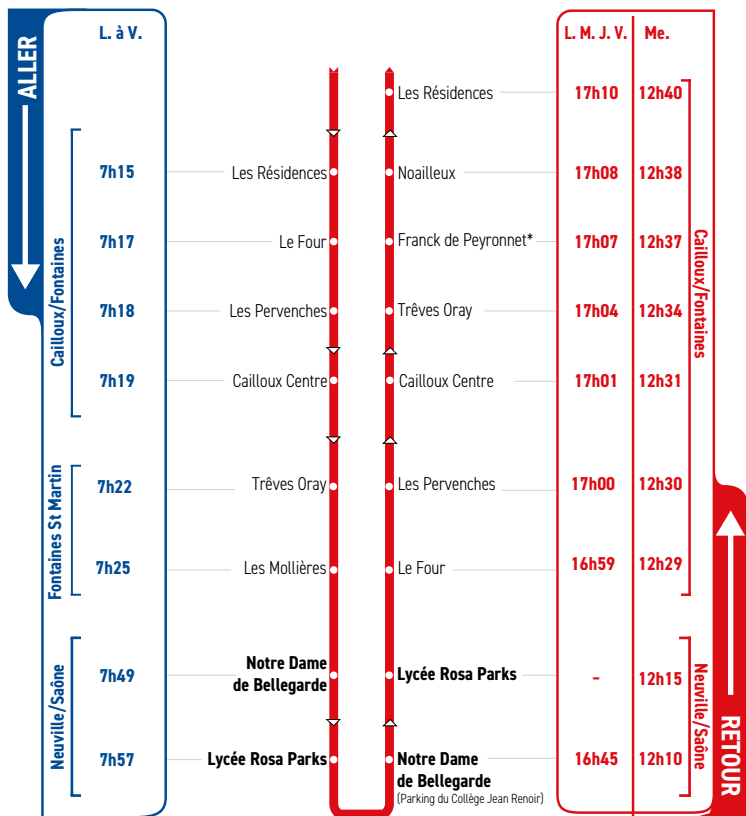 ALLER
L. à V.
Cailloux/Fontaines
7h15 Les Résidences
7h17 Le Four
7h18 Les Pervenches
7h19 Cailloux Centre
Fontaines St Martin
7h22 Trêves Oray
7h25 Les Mollières
Neuville/Saône
7h49 Notre Dame
de Bellegarde
7h57 Lycée Rosa Parks
L. M. J. V. Me.
Les Résidences 17h10 12h40
Noailleux 17h08 12h38
Franck de Peyronnet* 17h07 12h37
Trêves Oray 17h04 12h34
Cailloux Centre 17h01 12h31
Les Pervenches 17h00 12h30
Le Four 16h59 12h29
Cailloux/Fontaines
Lycée Rosa Parks - 12h15
Notre Dame 16h45 12h10
de Bellegarde
(Parking du Collège Jean Renoir)
Neuville/Saône
RETOUR